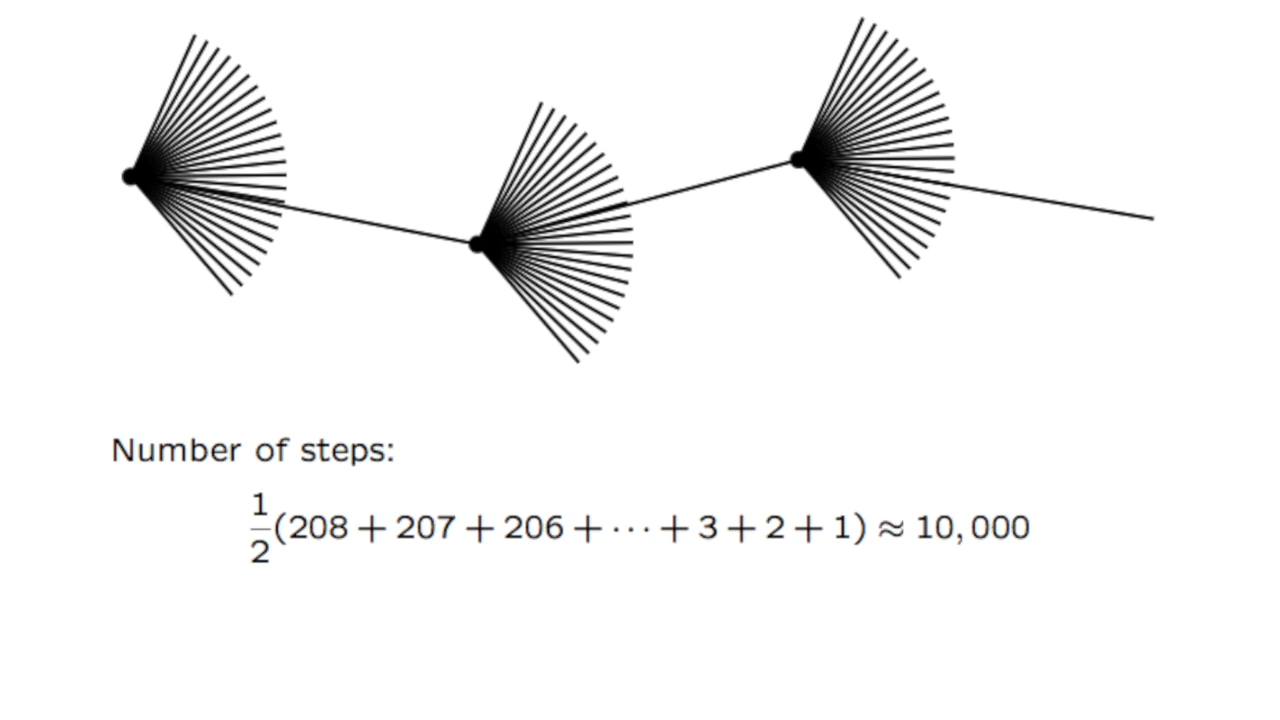 Number of steps:
1/2(208 + 207 + 206 + ··· + 3 + 2 + 1) ≈ 10,000